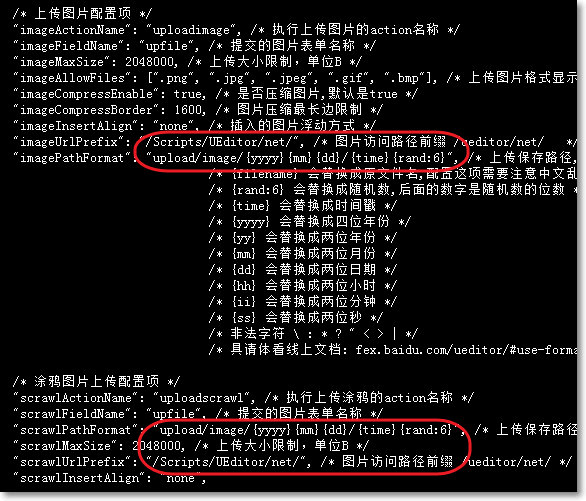 /* 上传图片配置项 */
"imageActionName": "uploadimage", /* 执行上传图片的action名称 */
"imageFieldName": "upfile", /* 提交的图片表单名称 */
"imageMaxSize": 2048000, /* 上传大小限制，单位B */
"imageAllowFiles": [".png", ".jpg", ".jpeg", ".gif", ".bmp"], /* 上传图片格式显示
"imageCompressEnable": true, /* 是否压缩图片,默认是true */
"imageCompressBorder": 1600, /* 图片压缩最长边限制 */
"imageInsertAlign": "none", /* 插入的图片浮动方式 */
"imageUrlPrefix": "/Scripts/UEditor/net/", /* 图片访问路径前缀 /ueditor/net/ */
"imagePathFormat": "upload/image/{yyyy}{mm}{dd}/{time}{rand:6}", /* 上传保存路径,
/* {filename} 会替换成原文件名,配置这项需要注意中文乱
/* {rand:6} 会替换成随机数,后面的数字是随机数的位数 */
/* {time} 会替换成时间戳 */
/* {yyyy} 会替换成四位年份 */
/* {yy} 会替换成两位年份 */
/* {mm} 会替换成两位月份 */
/* {dd} 会替换成两位日期 */
/* {hh} 会替换成两位小时 */
/* {ii} 会替换成两位分钟 */
/* {ss} 会替换成两位秒 */
/* 非法字符 \ : * ? " < > | */
/* 具请体看线上文档: fex.baidu.com/ueditor/#use-forma
/* 涂鸦图片上传配置项 */
"scrawlActionName": "uploadscrawl", /* 执行上传涂鸦的action名称 */
"scrawlFieldName": "upfile", /* 提交的图片表单名称 */
"scrawlPathFormat": "upload/image/{yyyy}{mm}{dd}/{time}{rand:6}", /* 上传保存路径
"scrawlMaxSize": 2048000, /* 上传大小限制，单位B */
"scrawlUrlPrefix": "/Scripts/UEditor/net/", /* 图片访问路径前缀 /ueditor/net/ */
"scrawlInsertAlign": "none",